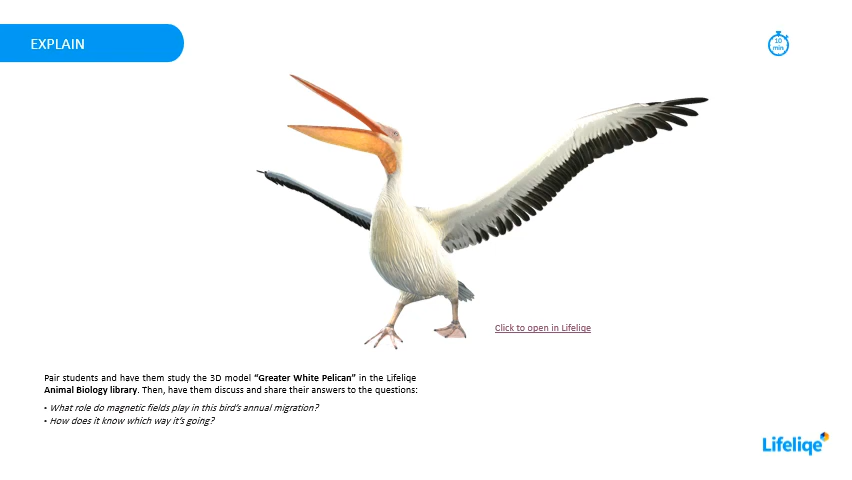 EXPLAIN
10
min
Click to open in Lifeliqe
Pair students and have them study the 3D model “Greater White Pelican” in the Lifeliqe
Animal Biology library. Then, have them discuss and share their answers to the questions:
• What role do magnetic fields play in this bird’s annual migration?
• How does it know which way it’s going?
Lifeliqe